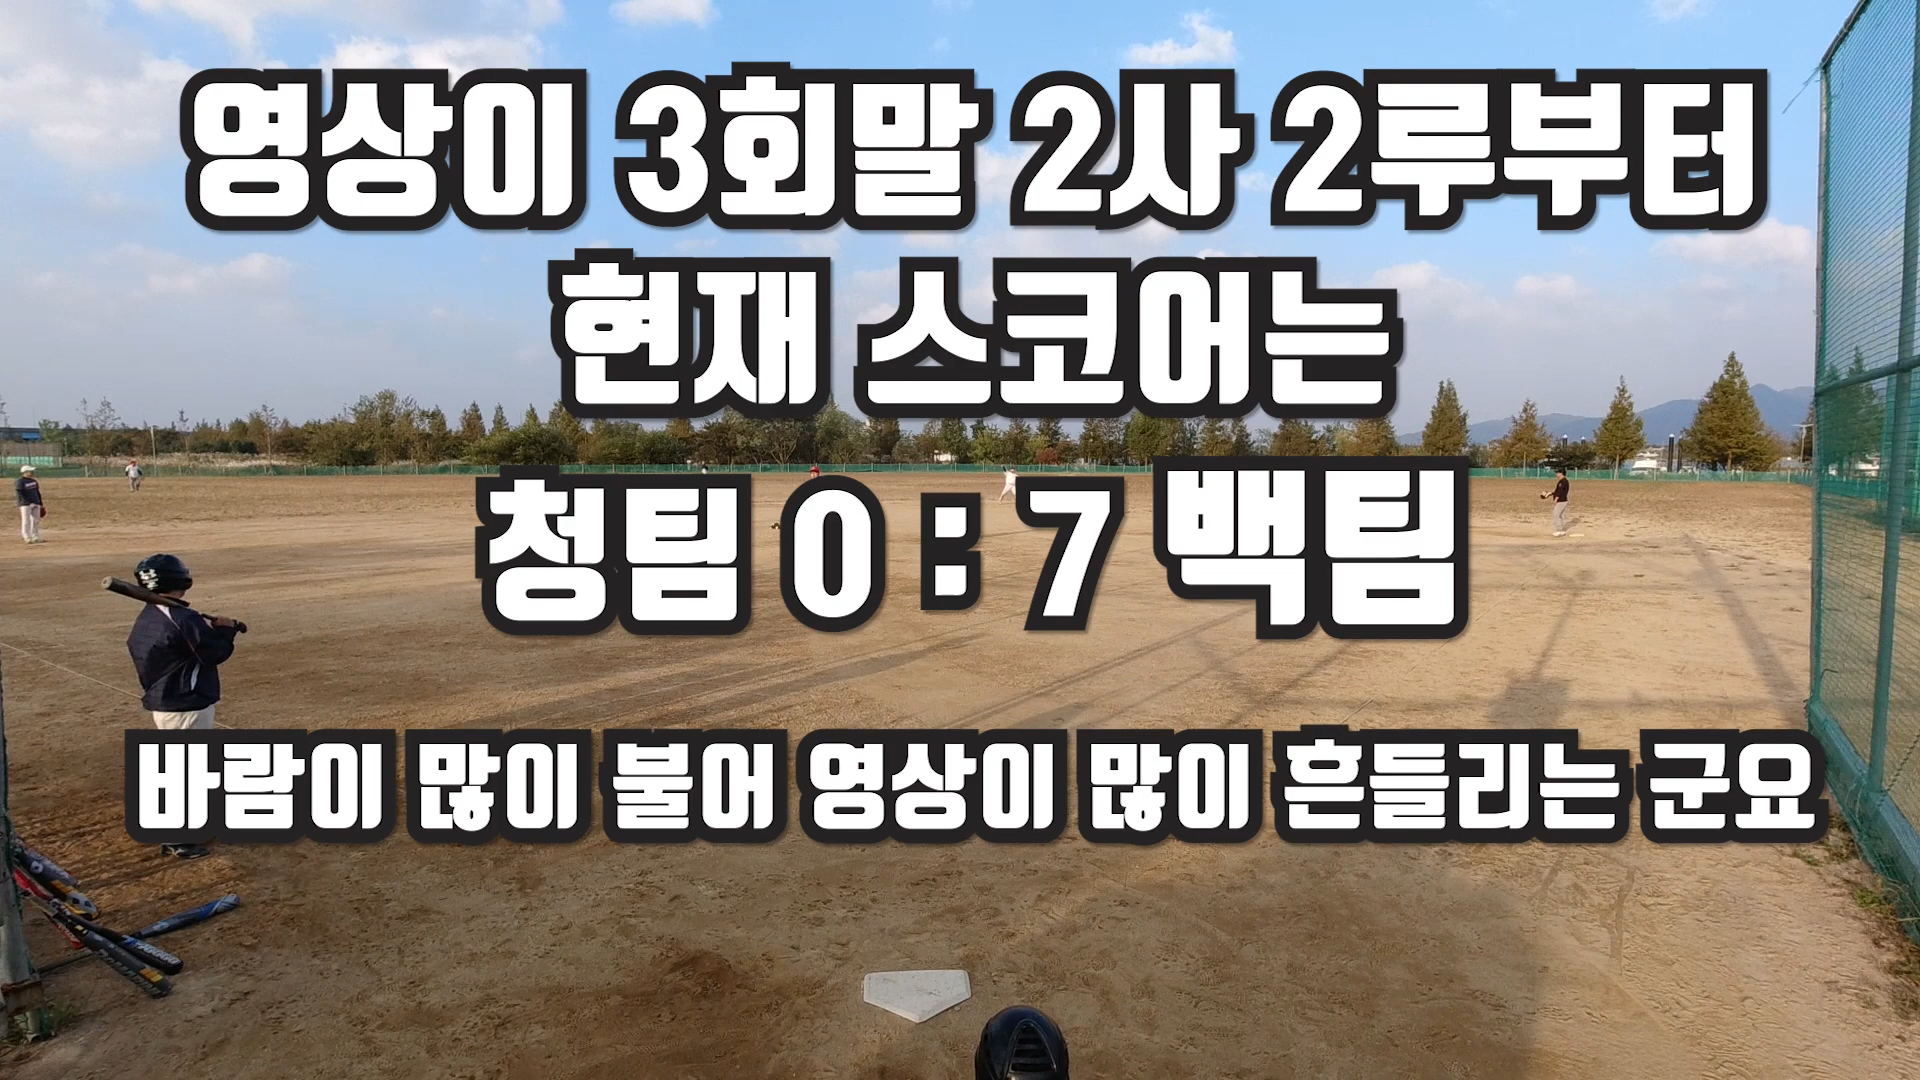 영상이 3회말 2사 2루부터
현재 스코어는
청팀 0 : 7 백팀
바람이 많이 불어 영상이 많이 흔들리는 군요